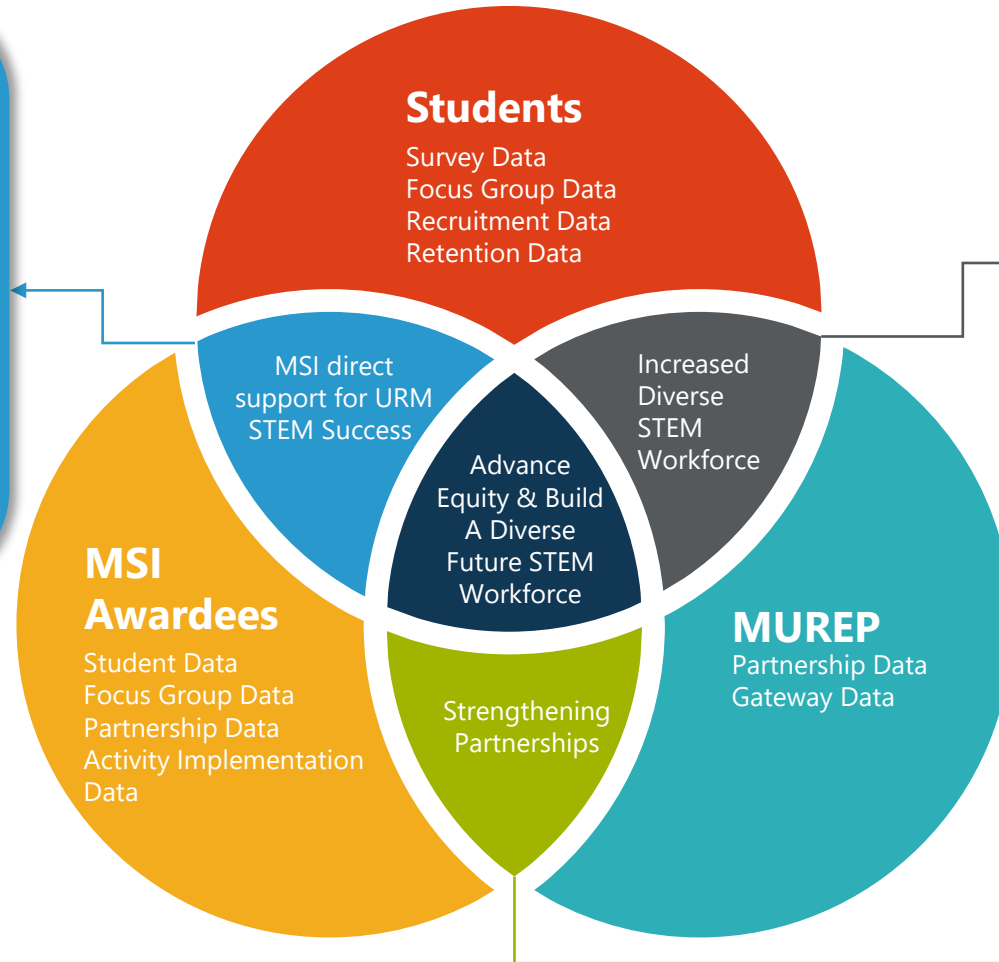 Students
Survey Data
Focus Group Data
Recruitment Data
Retention Data
MSI direct
support for URM
STEM Success
Increased
Diverse
STEM
Workforce
Advance
Equity & Build
A Diverse
Future STEM
Workforce
MSI
Awardees
Student Data
Focus Group Data
Partnership Data
Activity Implementation
Data
MUREP
Partnership Data
Gateway Data
Strengthening
Partnerships